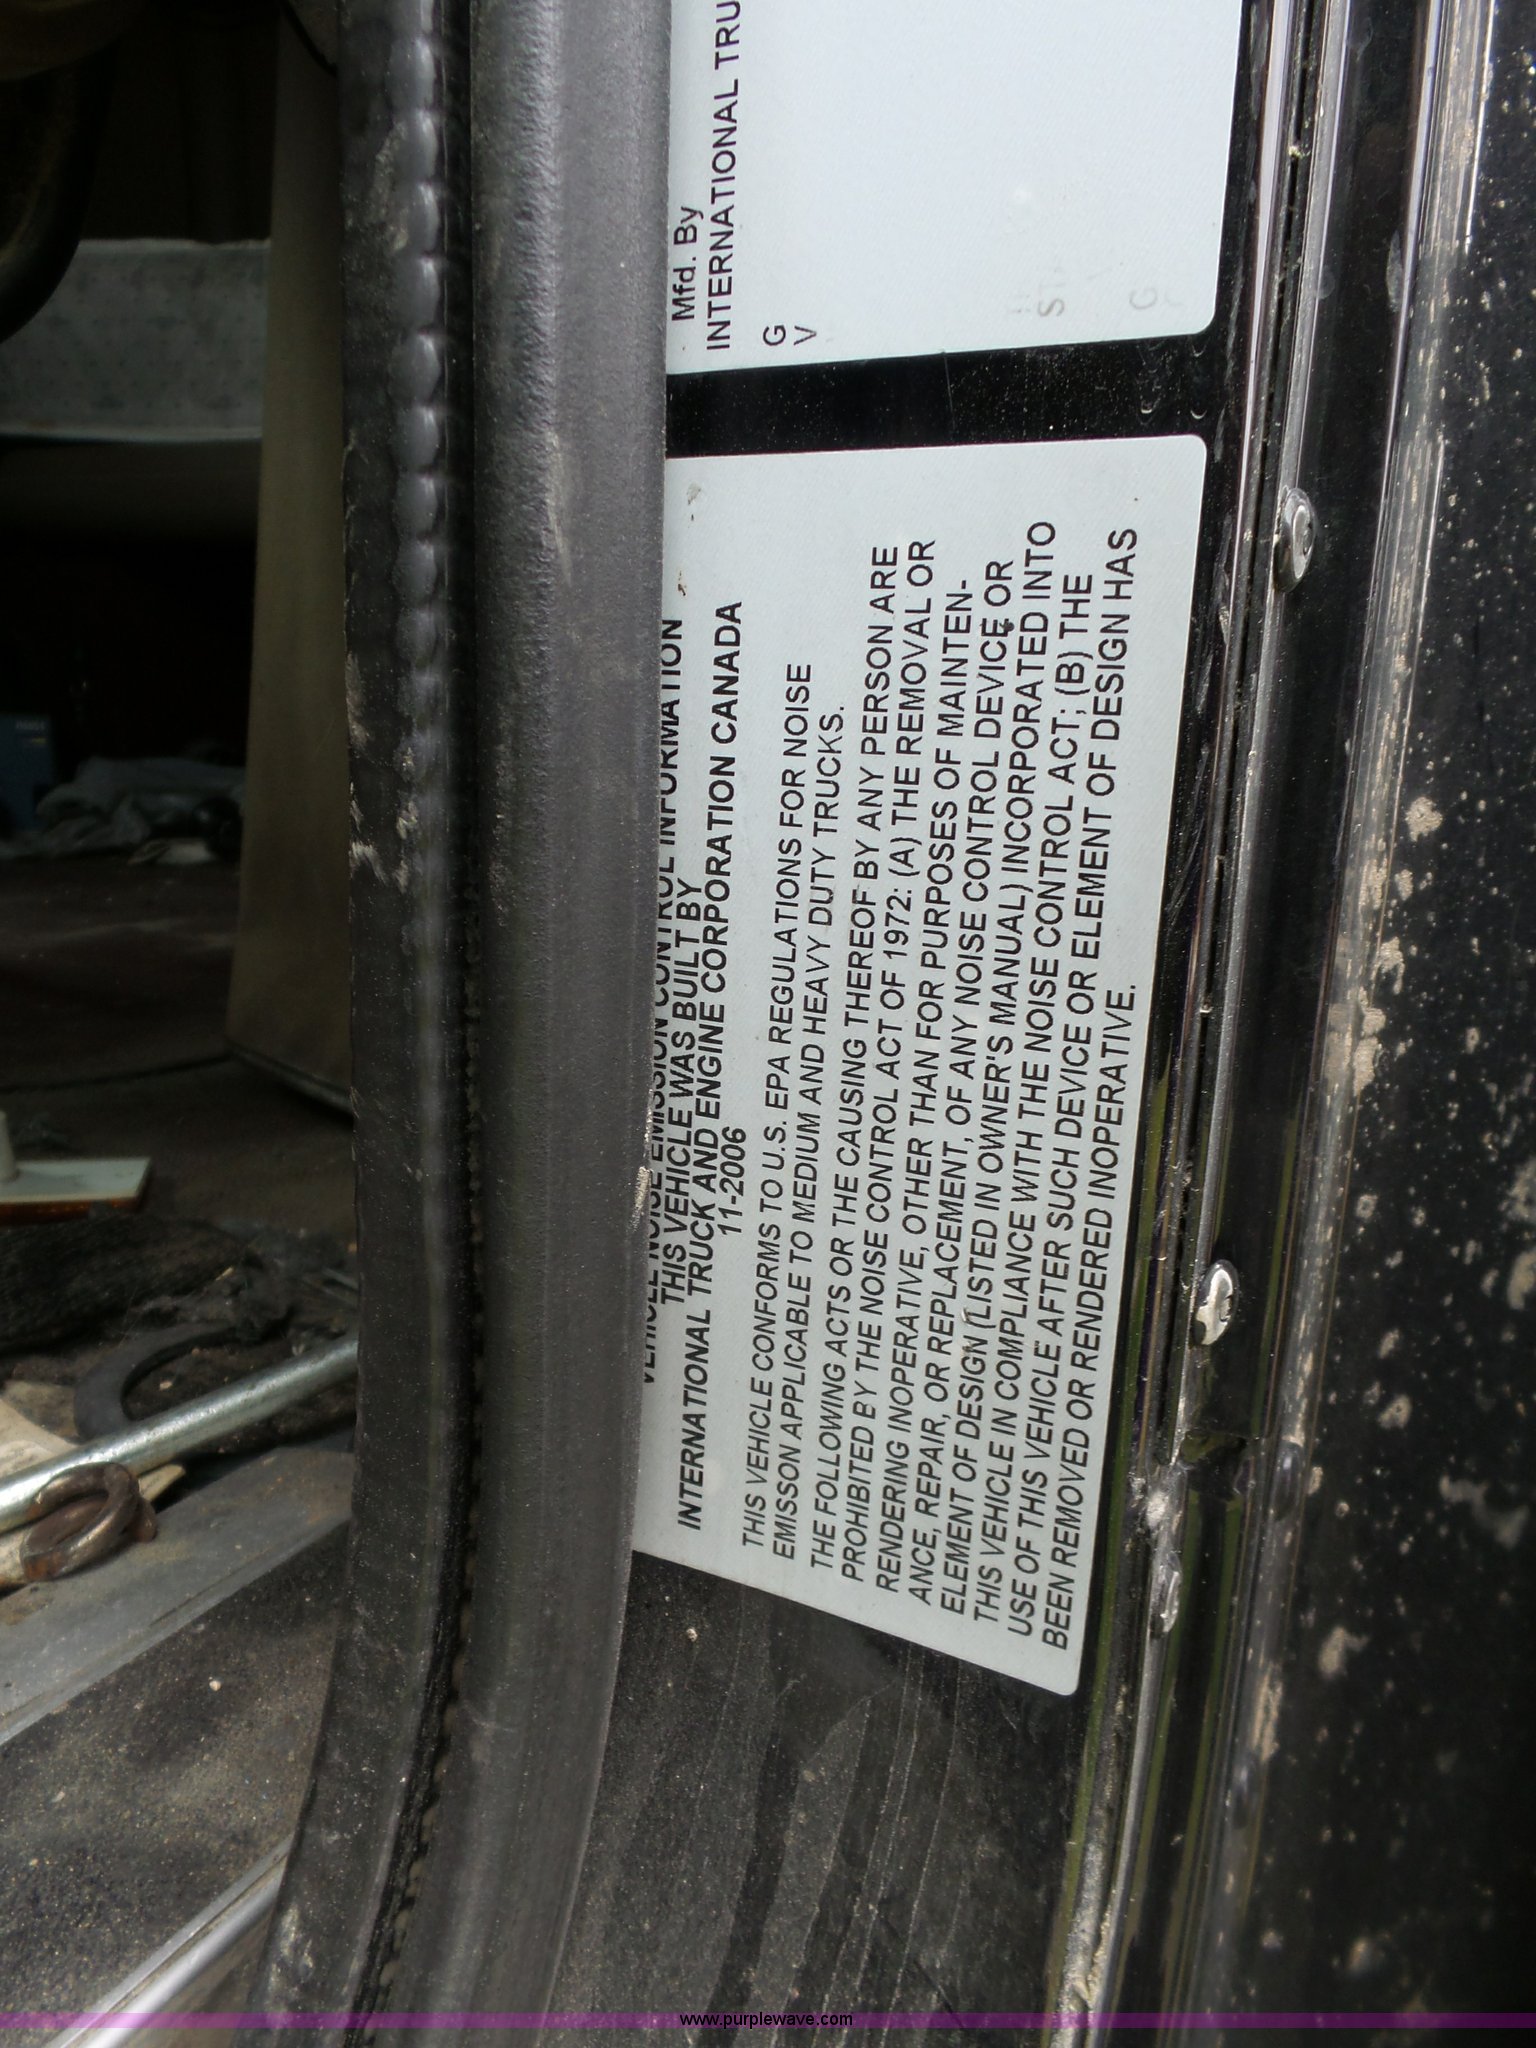 VEHICLE NOISE EMISSION CONTROL INFORMATION
THIS VEHICLE WAS BUILT BY
INTERNATIONAL TRUCK AND ENGINE CORPORATION CANADA
11-2006
THIS VEHICLE CONFORMS TO U.S. EPA REGULATIONS FOR NOISE
EMISSON APPLICABLE TO MEDIUM AND HEAVY DUTY TRUCKS.
THE FOLLOWING ACTS OR THE CAUSING THEREOF BY ANY PERSON ARE
PROHIBITED BY THE NOISE CONTROL ACT OF 1972: (A) THE REMOVAL OR
RENDERING INOPERATIVE, OTHER THAN FOR PURPOSES OF MAINTEN-
ANCE, REPAIR, OR REPLACEMENT, OF ANY NOISE CONTROL DEVICE OR
ELEMENT OF DESIGN (LISTED IN OWNER'S MANUAL) INCORPORATED INTO
THIS VEHICLE IN COMPLIANCE WITH THE NOISE CONTROL ACT; (B) THE
USE OF THIS VEHICLE AFTER SUCH DEVICE OR ELEMENT OF DESIGN HAS
BEEN REMOVED OR RENDERED INOPERATIVE.
Mfd. By
INTERNATIONAL TRU
G
V
www.purplewave.com